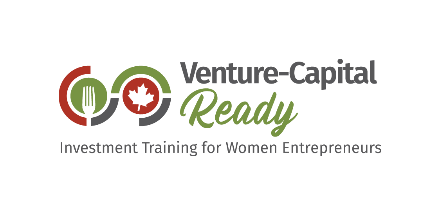 Venture-Capital
Ready
Investment Training for Women Entrepreneurs